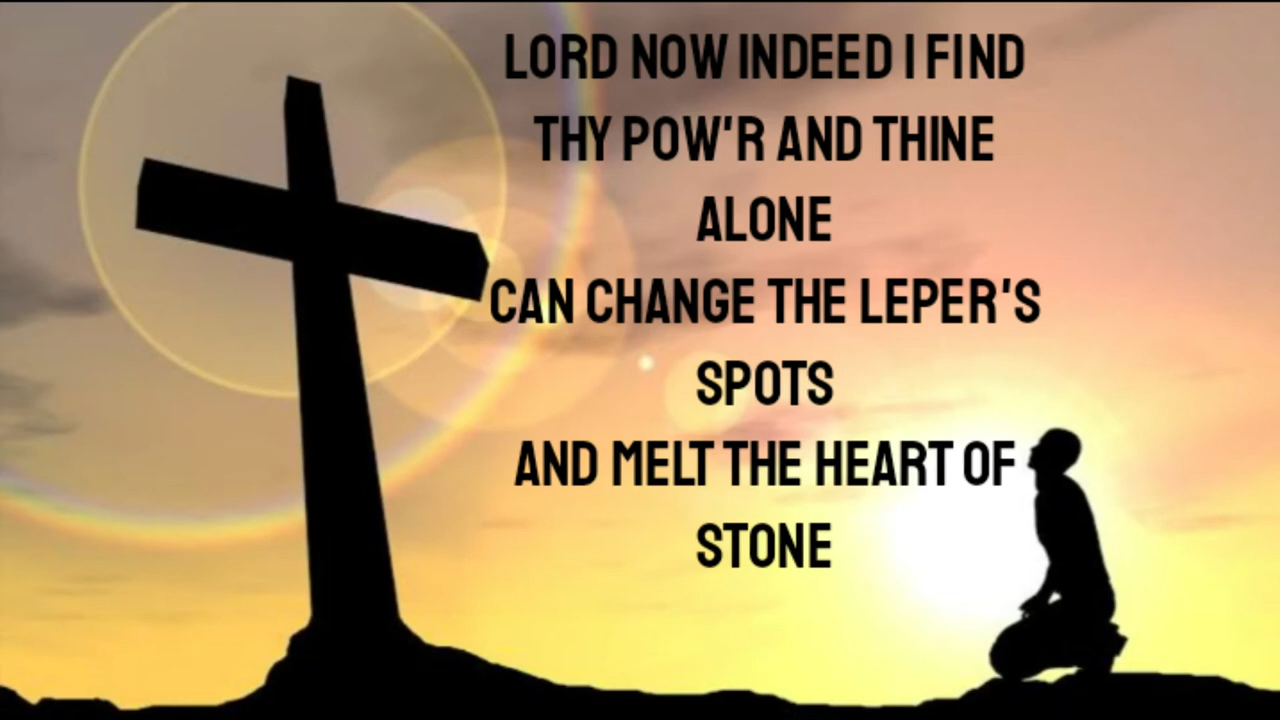 LORD NOW INDEED I FIND
THY POW'R AND THINE
ALONE
CAN CHANGE THE LEPER'S
SPOTS
AND MELT THE HEART OF
STONE